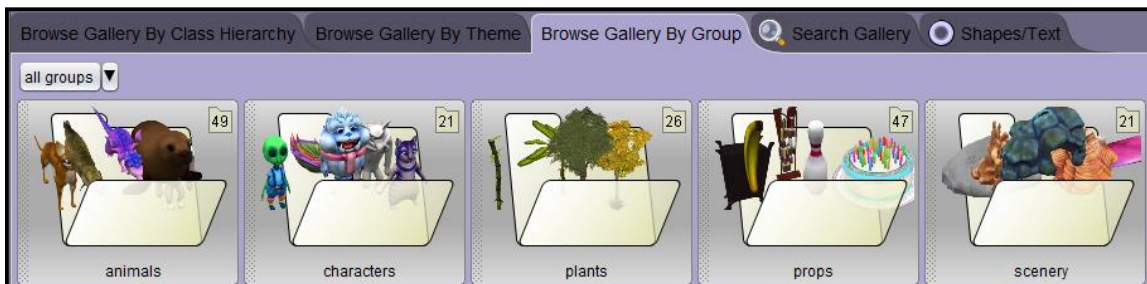 Browse Gallery By Class Hierarchy Browse Gallery By Theme Browse Gallery By Group Search Gallery Shapes/Text
all groups
49 21 26 47 21
animals characters plants props scenery